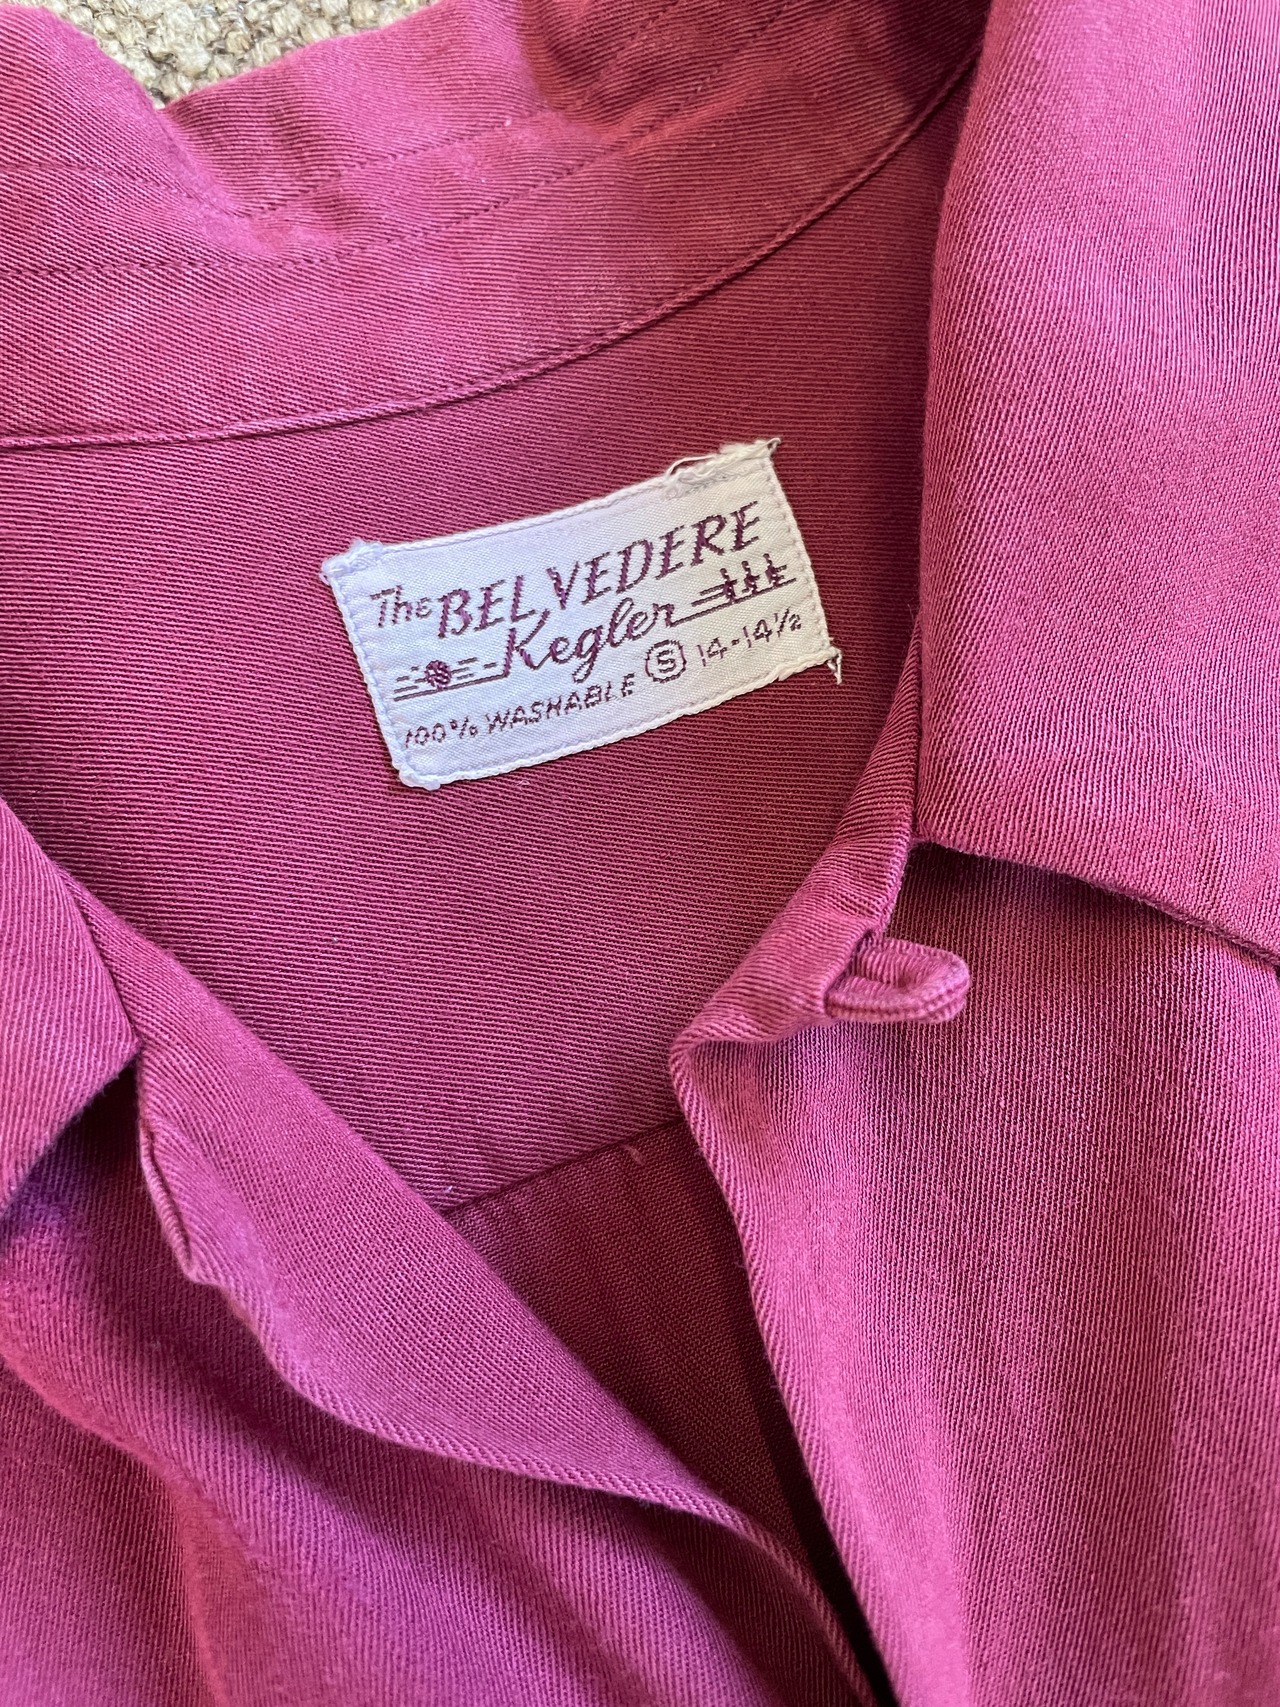 The BELVEDERE
Kegler
100% WASHABLE S 14-14½